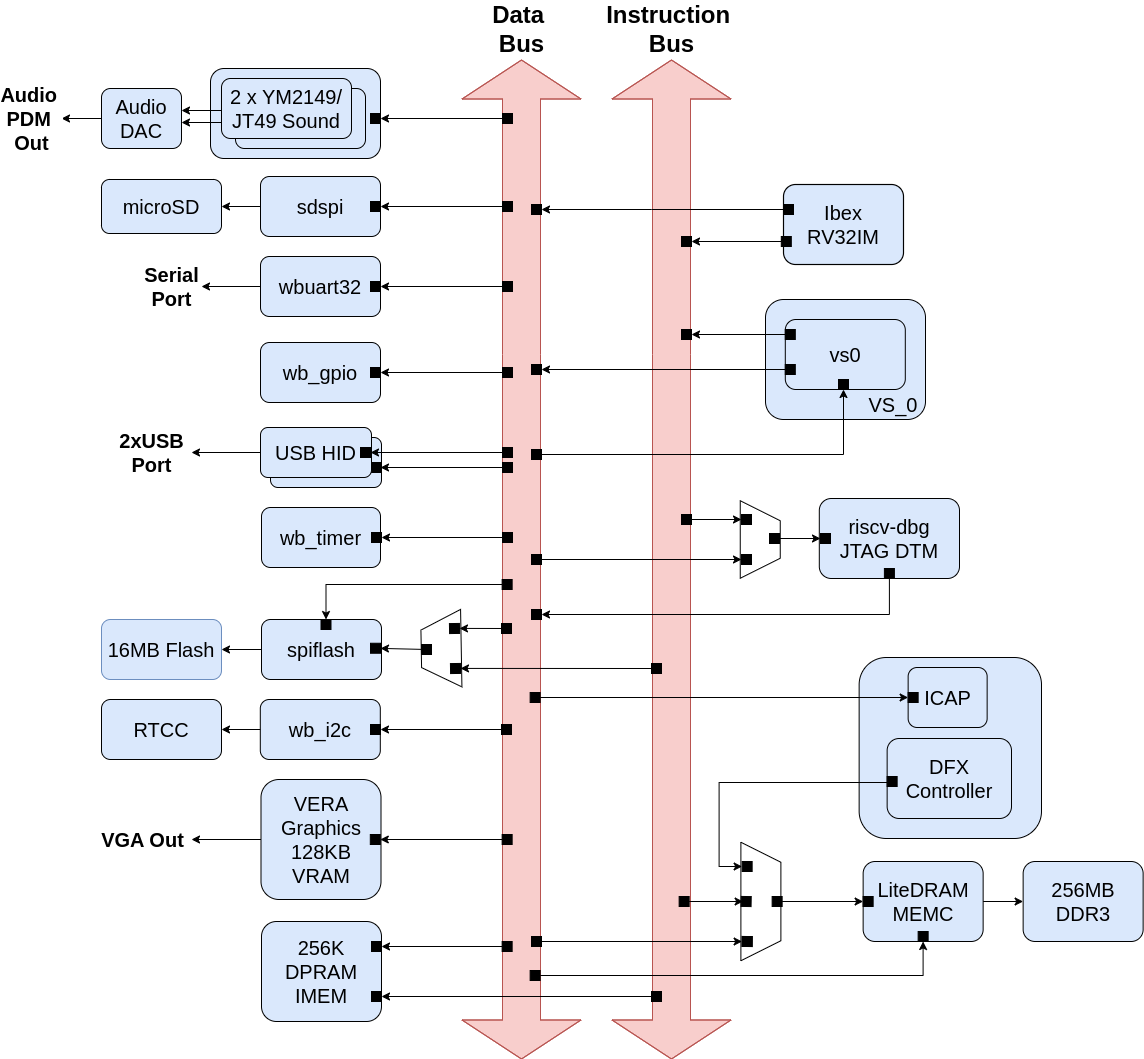 Data
Bus
Instruction
Bus
Audio
PDM
Out
Audio
DAC
2 x YM2149/
JT49 Sound
microSD
sdspi
Ibex
RV32IM
Serial
Port
wbuart32
vs0
VS_0
wb_gpio
2xUSB
Port
USB HID
wb_timer
riscv-dbg
JTAG DTM
16MB Flash
spiflash
ICAP
RTCC
wb_i2c
DFX
Controller
VGA Out
VERA
Graphics
128KB
VRAM
LiteDRAM
MEMC
256MB
DDR3
256K
DPRAM
IMEM